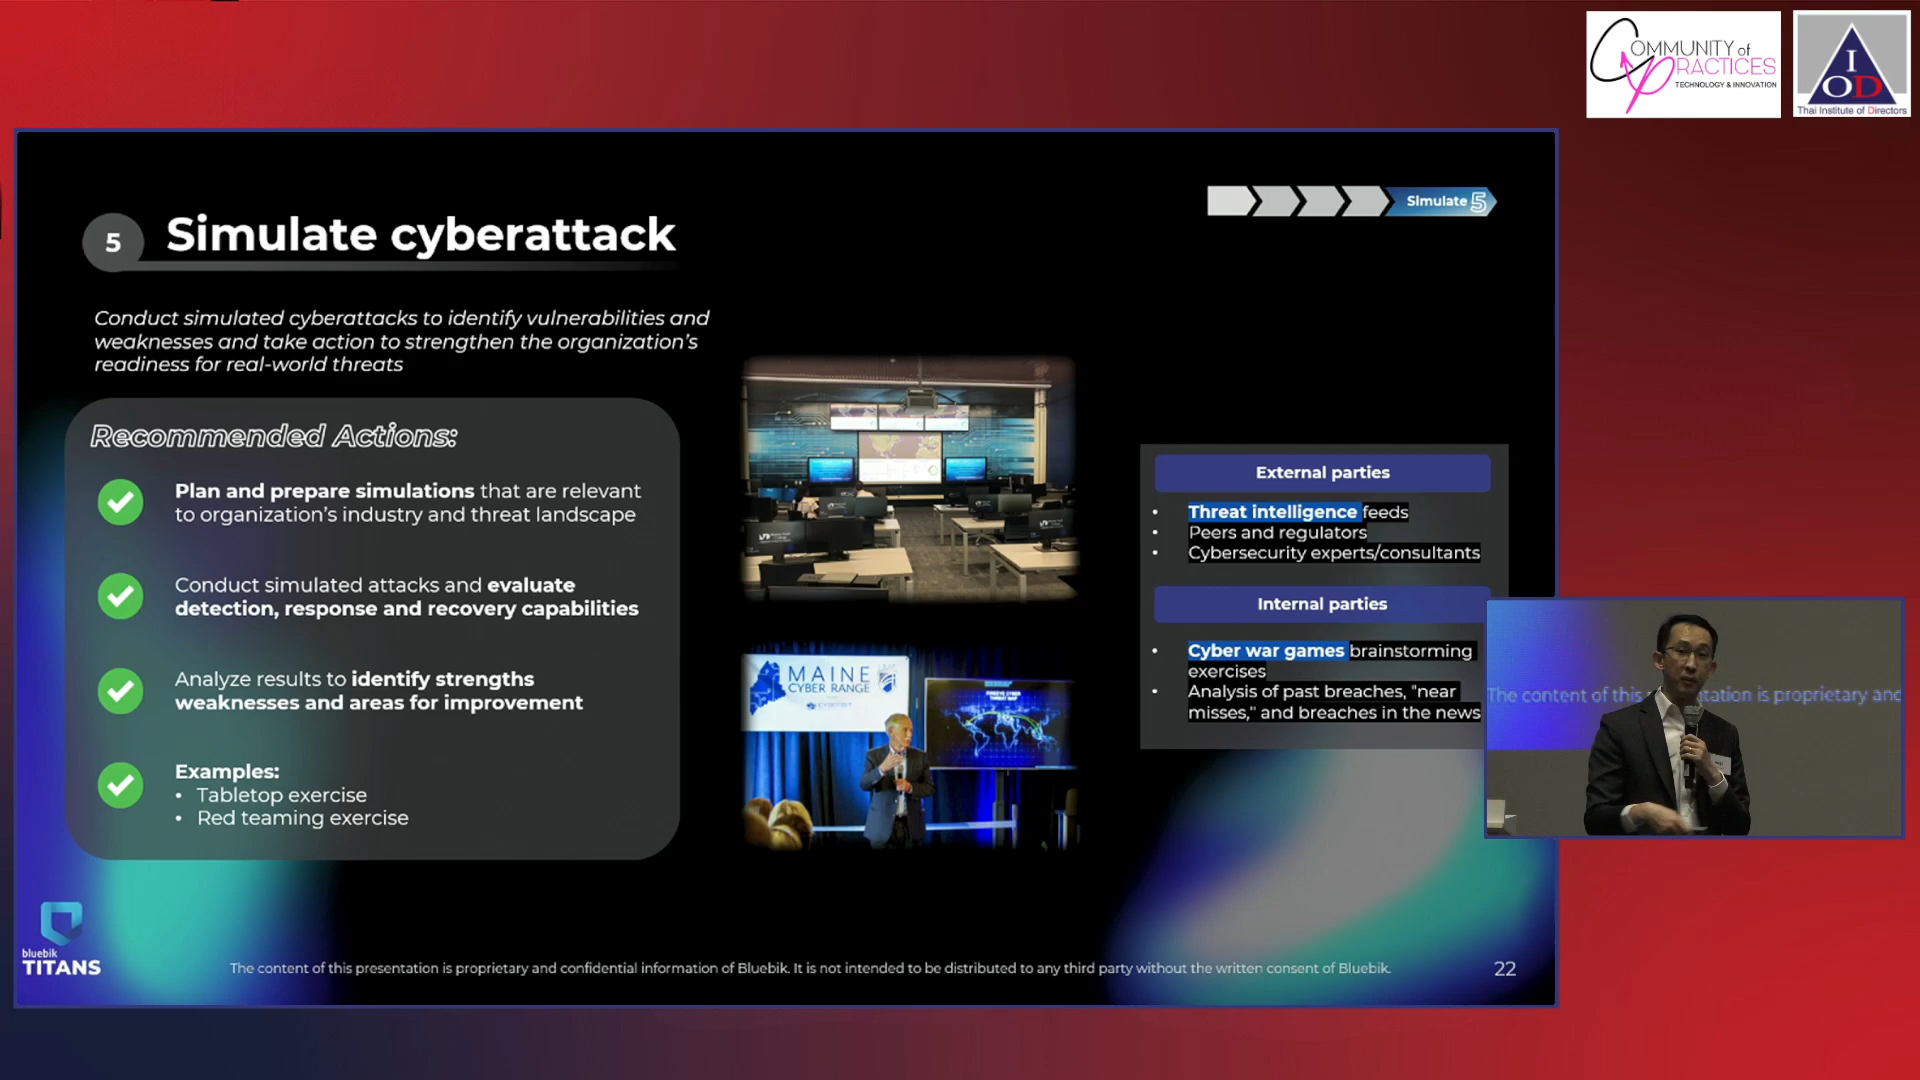 COMMUNITY of
PRACTICES
TECHNOLOGY & INNOVATION
IOD
Thai Institute of Directors
Simulate 5
5 Simulate cyberattack
Conduct simulated cyberattacks to identify vulnerabilities and
weaknesses and take action to strengthen the organization's
readiness for real-world threats
Recommended Actions:
Plan and prepare simulations that are relevant
to organization's industry and threat landscape
Conduct simulated attacks and evaluate
detection, response and recovery capabilities
Analyze results to identify strengths
weaknesses and areas for improvement
Examples:
• Tabletop exercise
• Red teaming exercise
MAINE
CYBER RANGE
External parties
• Threat intelligence feeds
• Peers and regulators
• Cybersecurity experts/consultants
Internal parties
• Cyber war games brainstorming
exercises
• Analysis of past breaches, "near
misses," and breaches in the news
The content of this tation is proprietary and
bluebik
TITANS
The content of this presentation is proprietary and confidential information of Bluebik. It is not intended to be distributed to any third party without the written consent of Bluebik.
22